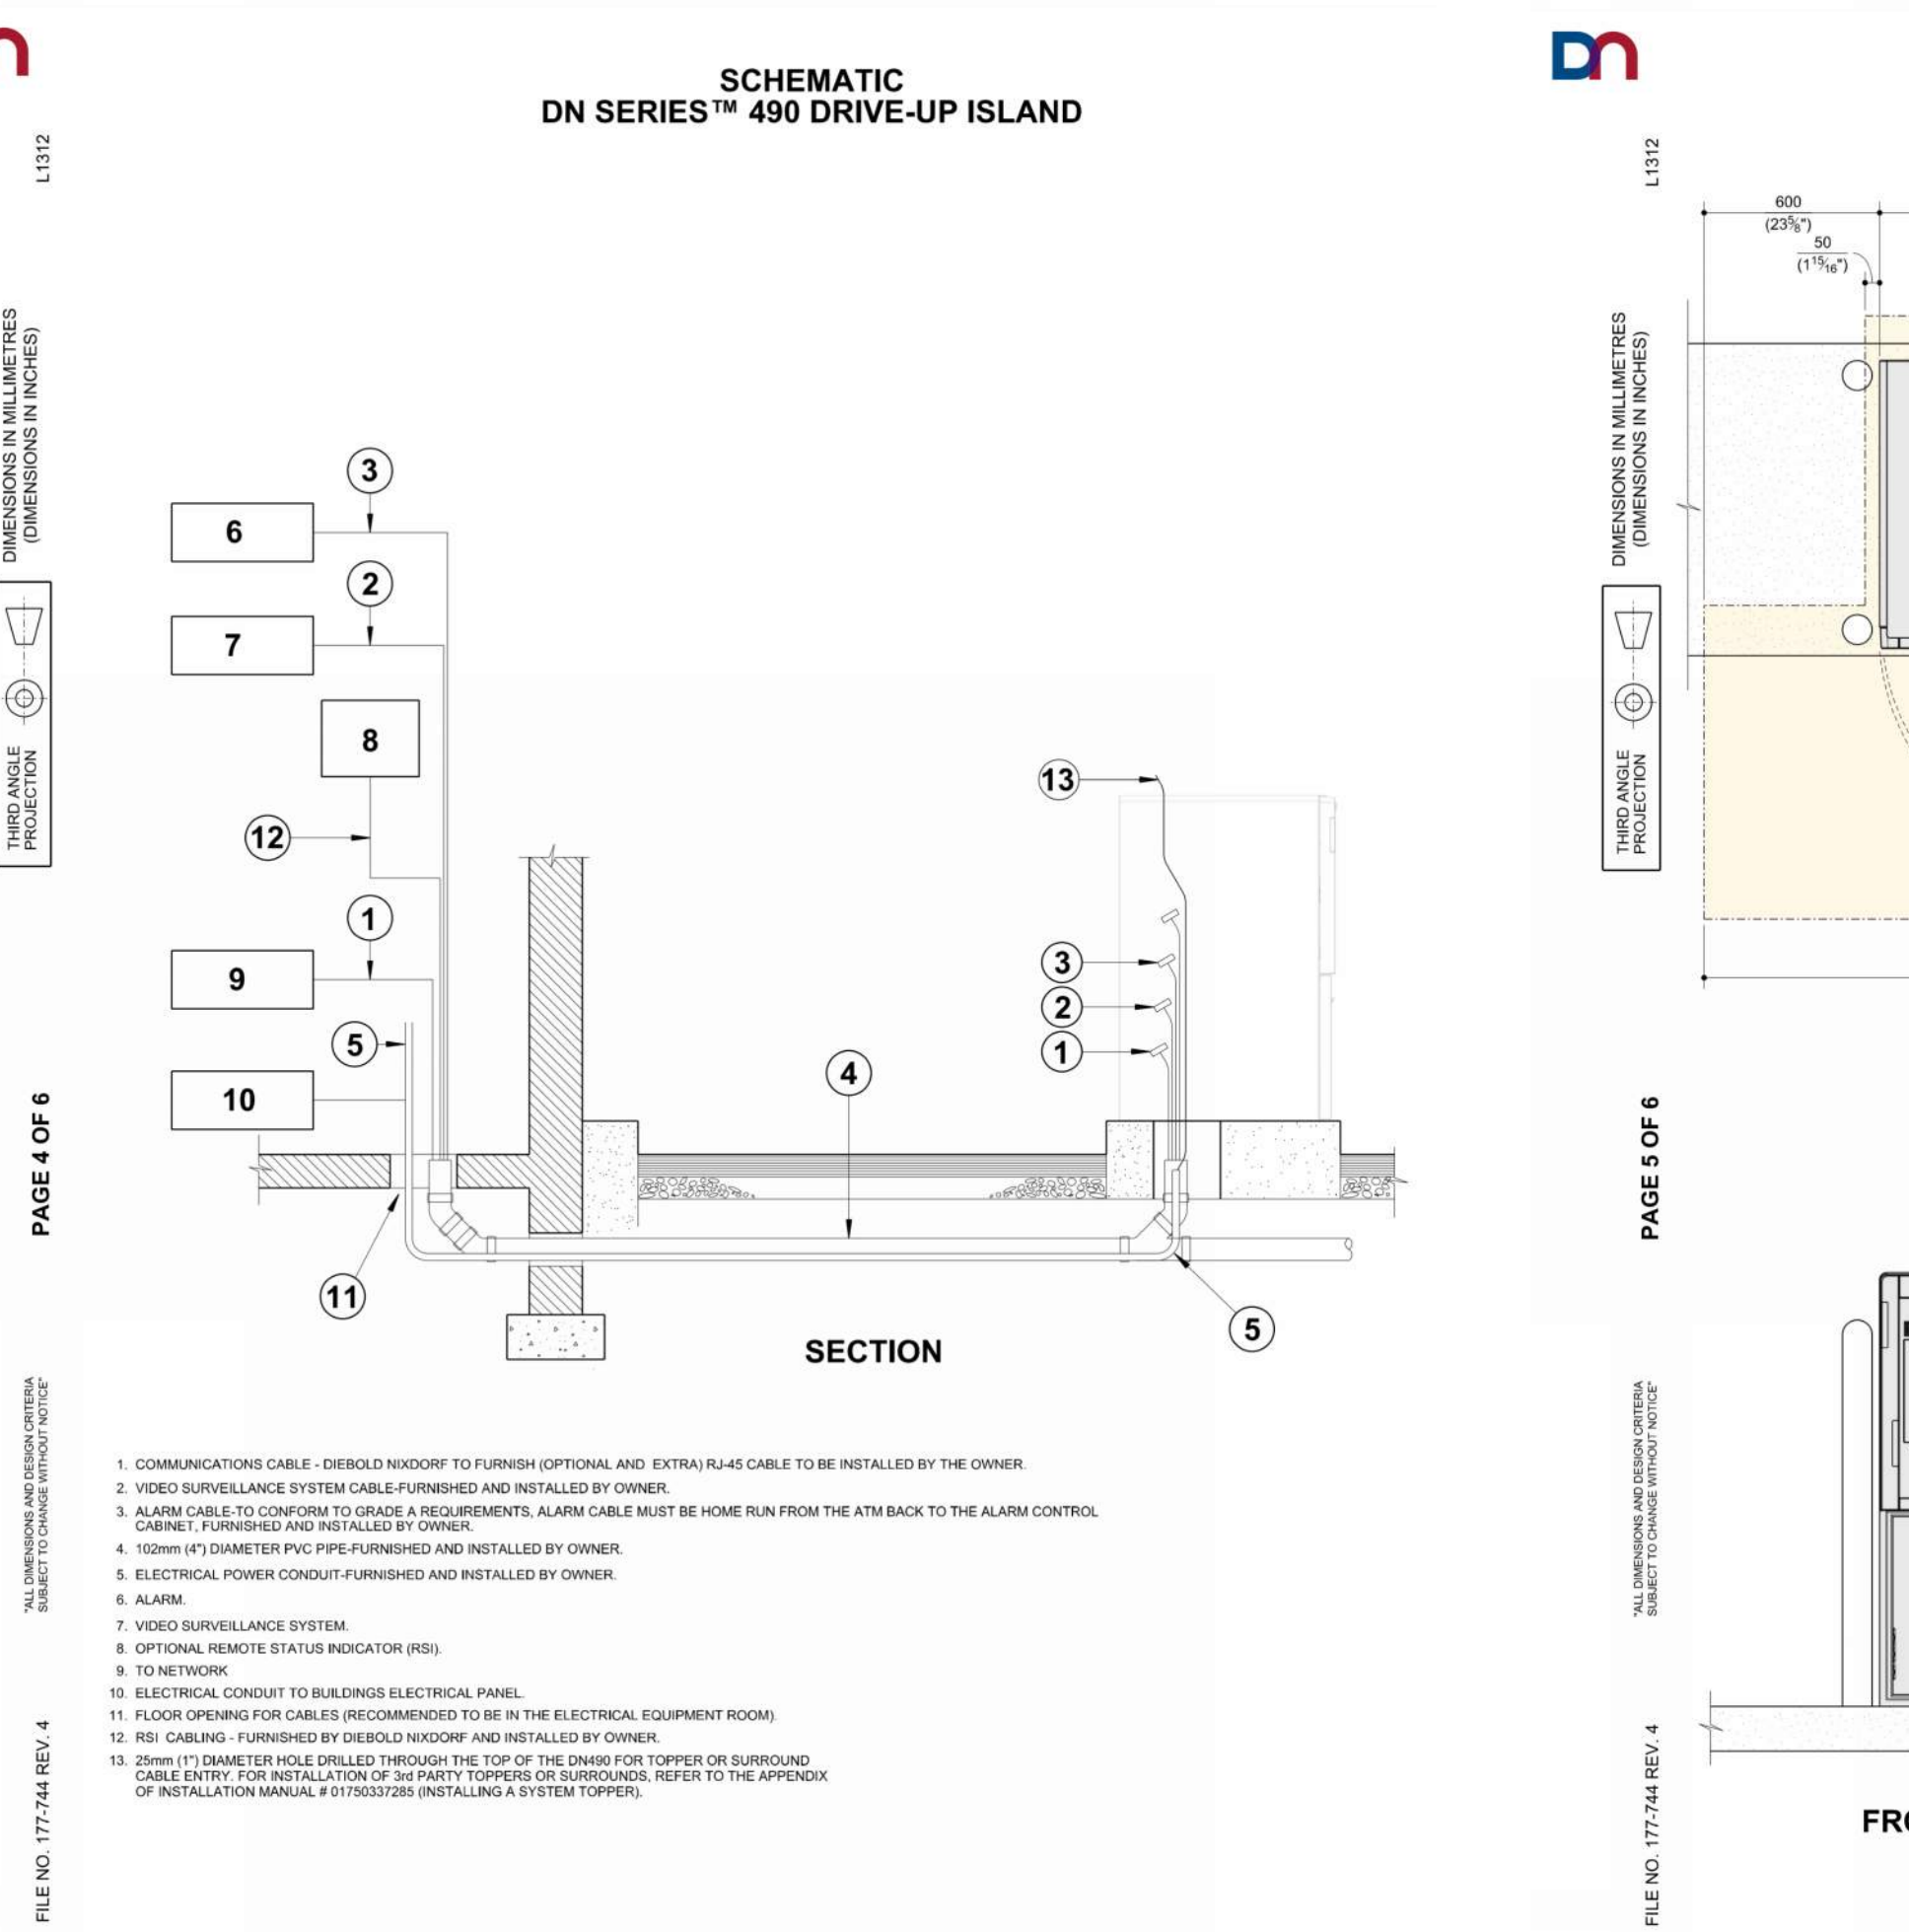 SCHEMATIC
DN SERIES™ 490 DRIVE-UP ISLAND
L1312
DIMENSIONS IN MILLIMETRES
(DIMENSIONS IN INCHES)
THIRD ANGLE
PROJECTION
PAGE 4 OF 6
"ALL DIMENSIONS AND DESIGN CRITERIA
SUBJECT TO CHANGE WITHOUT NOTICE"
FILE NO. 177-744 REV. 4
3
6
2
7
8
13
12
1
9
3
2
5
1
4
10
11
5
SECTION
1. COMMUNICATIONS CABLE - DIEBOLD NIXDORF TO FURNISH (OPTIONAL AND EXTRA) RJ-45 CABLE TO BE INSTALLED BY THE OWNER.
2. VIDEO SURVEILLANCE SYSTEM CABLE-FURNISHED AND INSTALLED BY OWNER.
3. ALARM CABLE-TO CONFORM TO GRADE A REQUIREMENTS, ALARM CABLE MUST BE HOME RUN FROM THE ATM BACK TO THE ALARM CONTROL
CABINET, FURNISHED AND INSTALLED BY OWNER.
4. 102mm (4") DIAMETER PVC PIPE-FURNISHED AND INSTALLED BY OWNER.
5. ELECTRICAL POWER CONDUIT-FURNISHED AND INSTALLED BY OWNER.
6. ALARM.
7. VIDEO SURVEILLANCE SYSTEM.
8. OPTIONAL REMOTE STATUS INDICATOR (RSI).
9. TO NETWORK
10. ELECTRICAL CONDUIT TO BUILDINGS ELECTRICAL PANEL.
11. FLOOR OPENING FOR CABLES (RECOMMENDED TO BE IN THE ELECTRICAL EQUIPMENT ROOM).
12. RSI CABLING - FURNISHED BY DIEBOLD NIXDORF AND INSTALLED BY OWNER.
13. 25mm (1") DIAMETER HOLE DRILLED THROUGH THE TOP OF THE DN490 FOR TOPPER OR SURROUND
CABLE ENTRY. FOR INSTALLATION OF 3rd PARTY TOPPERS OR SURROUNDS, REFER TO THE APPENDIX
OF INSTALLATION MANUAL # 01750337285 (INSTALLING A SYSTEM TOPPER).
Dn
L1312
DIMENSIONS IN MILLIMETRES
(DIMENSIONS IN INCHES)
THIRD ANGLE
PROJECTION
PAGE 5 OF 6
"ALL DIMENSIONS AND DESIGN CRITERIA
SUBJECT TO CHANGE WITHOUT NOTICE"
FILE NO. 177-744 REV. 4
600
(23⅝")
50
(1 15/16")